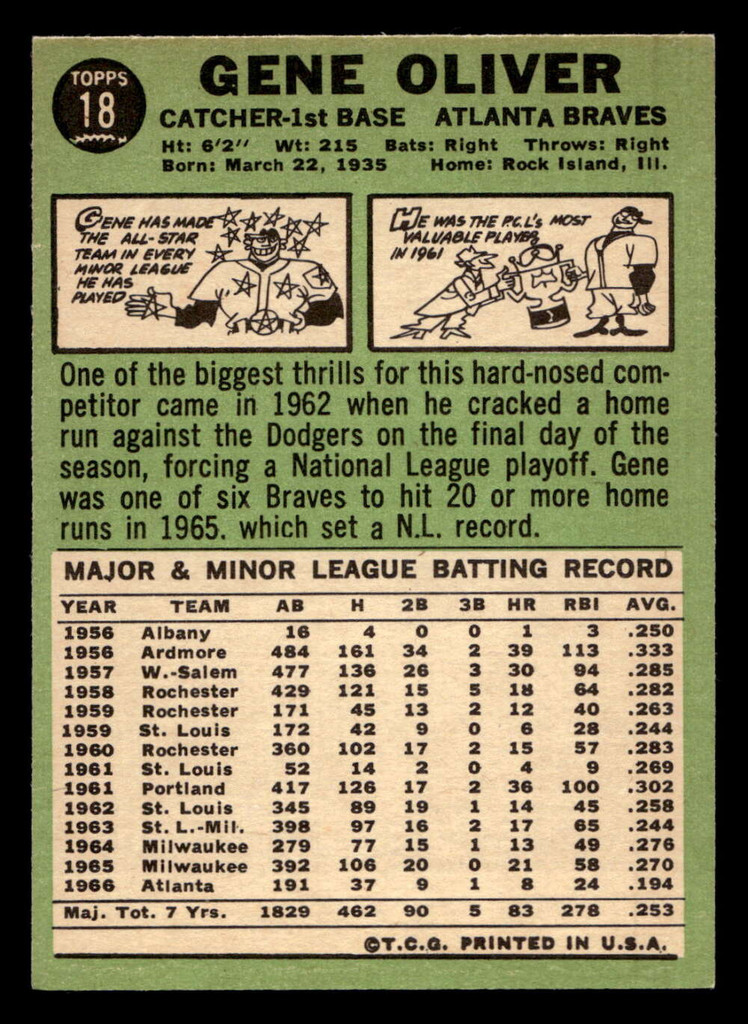 TOPPS
18
GENE OLIVER
CATCHER-1st BASE ATLANTA BRAVES
Ht: 6'2" Wt: 215 Bats: Right Throws: Right
Born: March 22, 1935 Home: Rock Island, Ill.
GENE HAS MADE
THE ALL-STAR
TEAM IN EVERY
MINOR LEAGUE
HE HAS
PLAYED
HE WAS THE P.C.L'S MOST
VALUABLE PLAYER
IN 1961
One of the biggest thrills for this hard-nosed com-
petitor came in 1962 when he cracked a home
run against the Dodgers on the final day of the
season, forcing a National League playoff. Gene
was one of six Braves to hit 20 or more home
runs in 1965. which set a N.L. record.
MAJOR & MINOR LEAGUE BATTING RECORD
YEAR TEAM AB H 2B 3B HR RBI AVG.
1956 Albany 16 4 0 0 1 3 .250
1956 Ardmore 484 161 34 2 39 113 .333
1957 W.-Salem 477 136 26 3 30 94 .285
1958 Rochester 429 121 15 5 18 64 .282
1959 Rochester 171 45 13 2 12 40 .263
1959 St. Louis 172 42 9 0 6 28 .244
1960 Rochester 360 102 17 2 15 57 .283
1961 St. Louis 52 14 2 0 4 9 .269
1961 Portland 417 126 17 2 36 100 .302
1962 St. Louis 345 89 19 1 14 45 .258
1963 St. L.-Mil. 398 97 16 2 17 65 .244
1964 Milwaukee 279 77 15 1 13 49 .276
1965 Milwaukee 392 106 20 0 21 58 .270
1966 Atlanta 191 37 9 1 8 24 .194
Maj. Tot. 7 Yrs. 1829 462 90 5 83 278 .253
©T.C.G. PRINTED IN U.S.A.